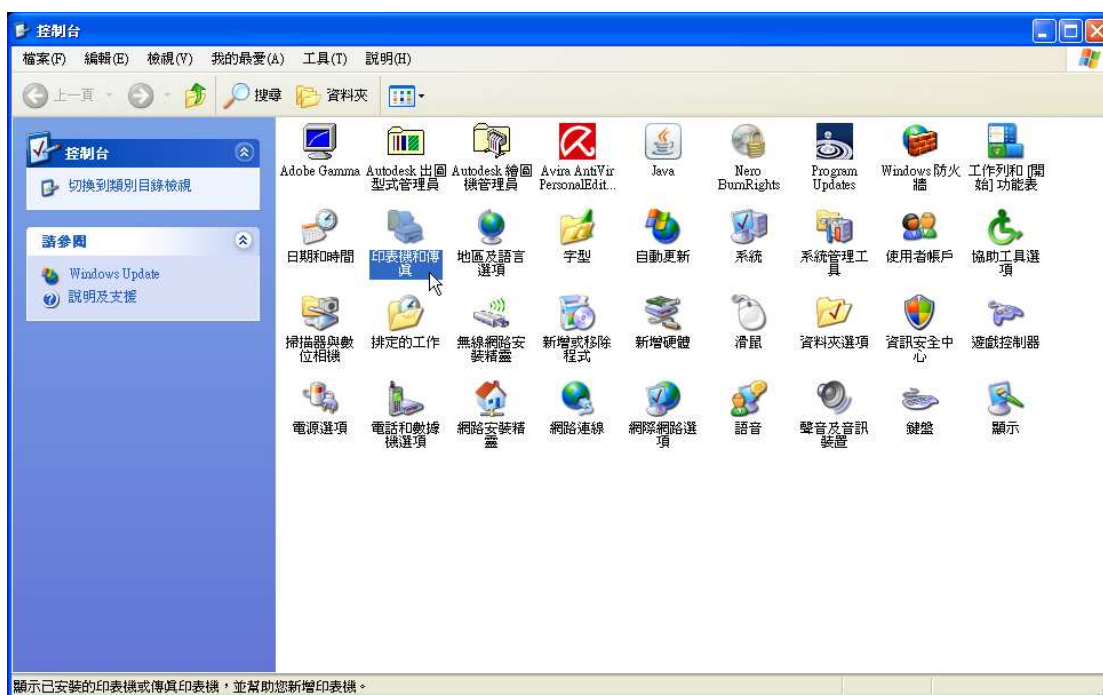 控制台
檔案(F) 編輯(E) 檢視(V) 我的最愛(A) 工具(T) 說明(H)
上一頁 搜尋 資料夾
控制台
切換到類別目錄檢視
請參閱
Windows Update
說明及支援
Adobe Gamma
Autodesk 出圖
型式管理員
Autodesk 繪圖
機管理員
Avira AntiVir
PersonalEdit...
Java
Nero
BurnRights
Program
Updates
Windows 防火
牆
工作列和 [開
始] 功能表
日期和時間
印表機和傳
真
地區及語言
選項
字型
自動更新
系統
系統管理工
具
使用者帳戶
協助工具選
項
掃描器與數
位相機
排定的工作
無線網路安
裝精靈
新增或移除
程式
新增硬體
滑鼠
資料夾選項
資訊安全中
心
遊戲控制器
電源選項
電話和數據
機選項
網路安裝精
靈
網路連線
網際網路選
項
語音
聲音及音訊
裝置
鍵盤
顯示
顯示已安裝的印表機或傳真印表機，並幫助您新增印表機。